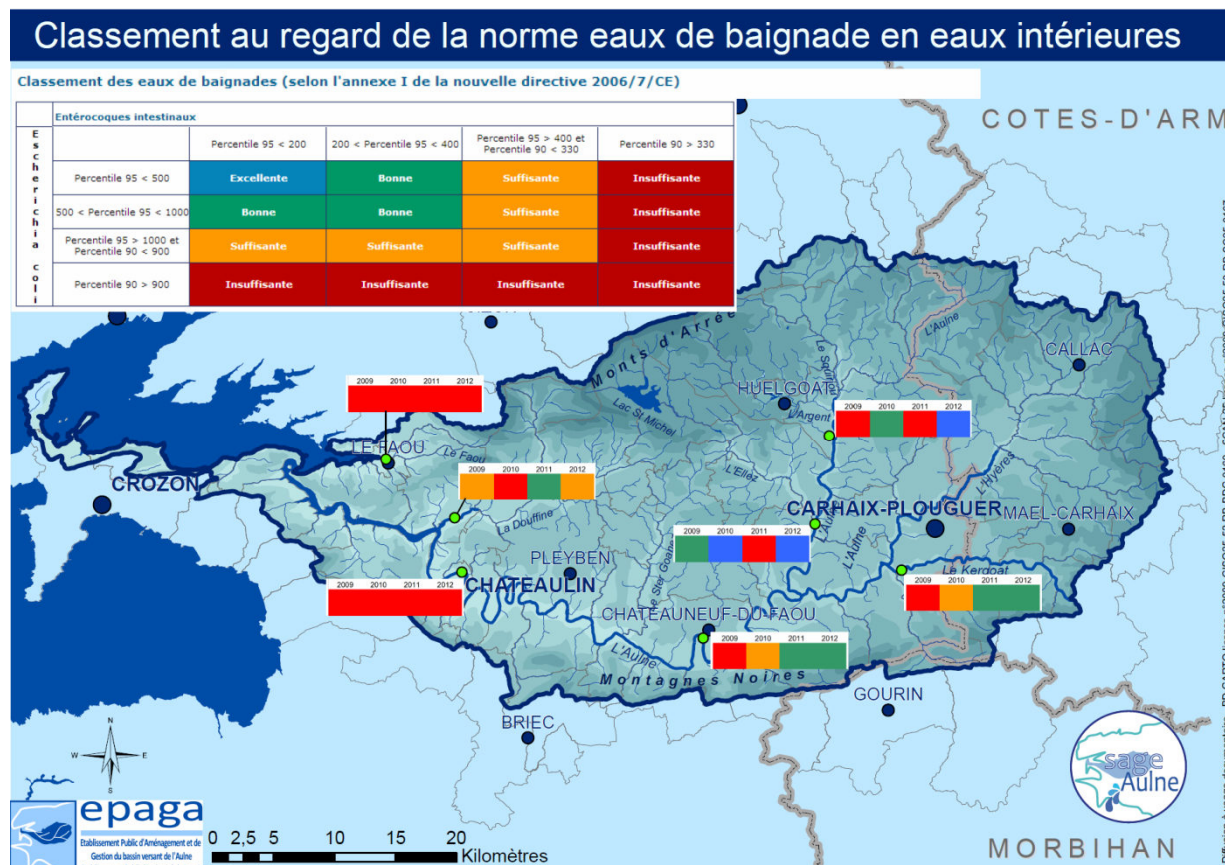 Classement au regard de la norme eaux de baignade en eaux intérieures
Classement des eaux de baignades (selon l'annexe I de la nouvelle directive 2006/7/CE)
Entérocoques intestinaux
Escherichia coli
Percentile 95 < 200
200 < Percentile 95 < 400
Percentile 95 > 400 et
Percentile 90 < 330
Percentile 90 > 330
Percentile 95 < 500
Excellente
Bonne
Suffisante
Insuffisante
500 < Percentile 95 < 1000
Bonne
Bonne
Suffisante
Insuffisante
Percentile 95 > 1000 et
Percentile 90 < 900
Suffisante
Suffisante
Suffisante
Insuffisante
Percentile 90 > 900
Insuffisante
Insuffisante
Insuffisante
Insuffisante
COTES-D'ARM
Monts d'Arrée
L'Aulne
CALLAC
Le Squiriou
HUELGOAT
L'Argent
Lac St Michel
2009 2010 2011 2012
2009 2010 2011 2012
LE FAOU
Le Faou
2009 2010 2011 2012
L'Ellez
L'Hyères
CROZON
La Douffine
CARHAIX-PLOUGUER
MAEL-CARHAIX
2009 2010 2011 2012
L'Aulne
PLEYBEN
Le Ster Goanez
Le Kergoat
2009 2010 2011 2012
CHATEAULIN
2009 2010 2011 2012
CHATEAUNEUF-DU-FAOU
2009 2010 2011 2012
L'Aulne
Montagnes Noires
GOURIN
BRIEC
N
W
E
S
sage
Aulne
epaga
Etablissement Public d'Aménagement et de
Gestion du bassin versant de l'Aulne
0 2,5 5 10 15 20
Kilomètres
MORBIHAN